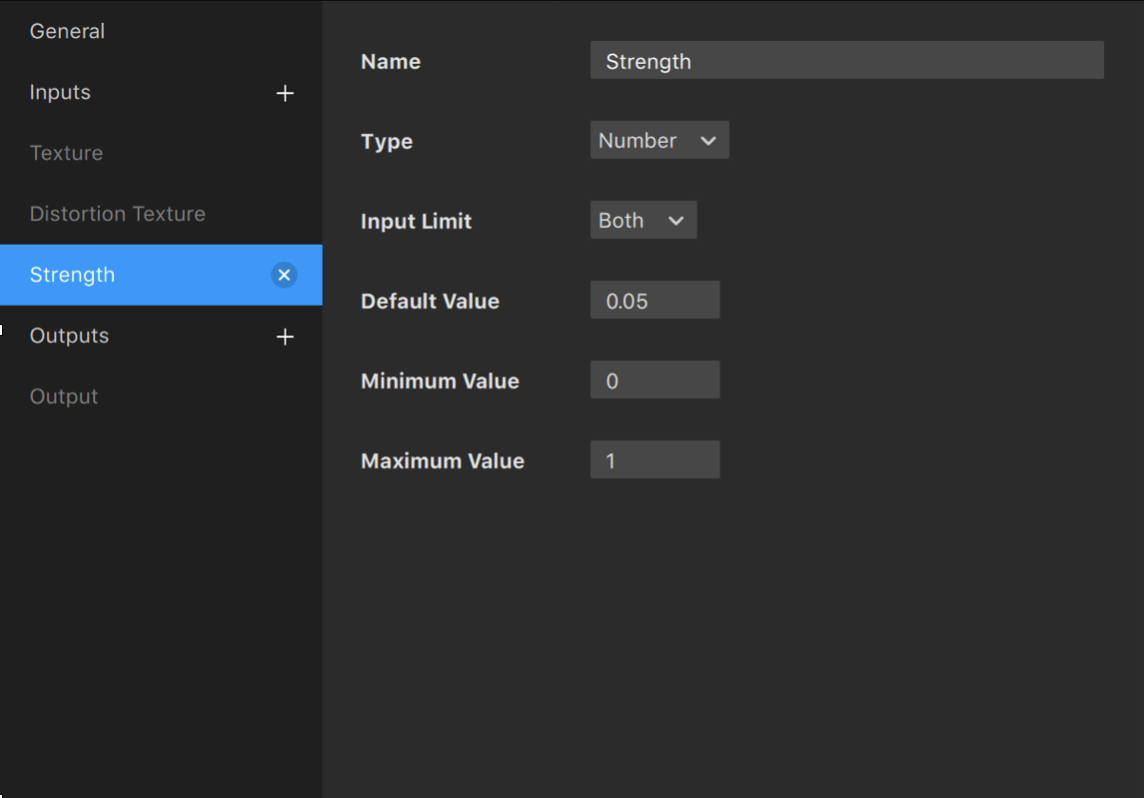 General
Inputs
Texture
Distortion Texture
Strength
Outputs
Output
Name Strength
Type Number
Input Limit Both
Default Value 0.05
Minimum Value 0
Maximum Value 1